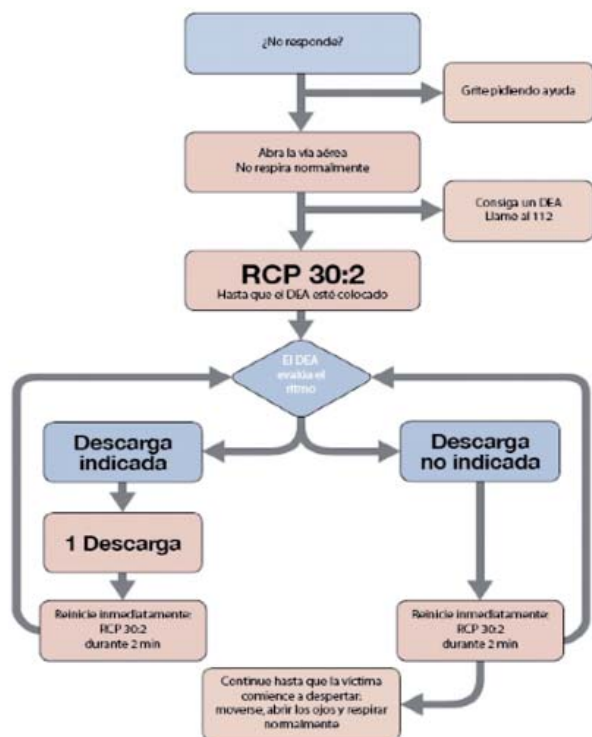 ¿No responde?
Grite pidiendo ayuda
Abra la vía aérea
No respira normalmente
Consiga un DEA
Llame al 112
RCP 30:2
Hasta que el DEA esté colocado
El DEA
evalúa el
ritmo
Descarga
indicada
Descarga
no indicada
1 Descarga
Reinicie inmediatamente:
RCP 30:2
durante 2 min
Reinicie inmediatamente:
RCP 30:2
durante 2 min
Continue hasta que la víctima
comience a despertar:
moverse, abrir los ojos y respirar
normalmente